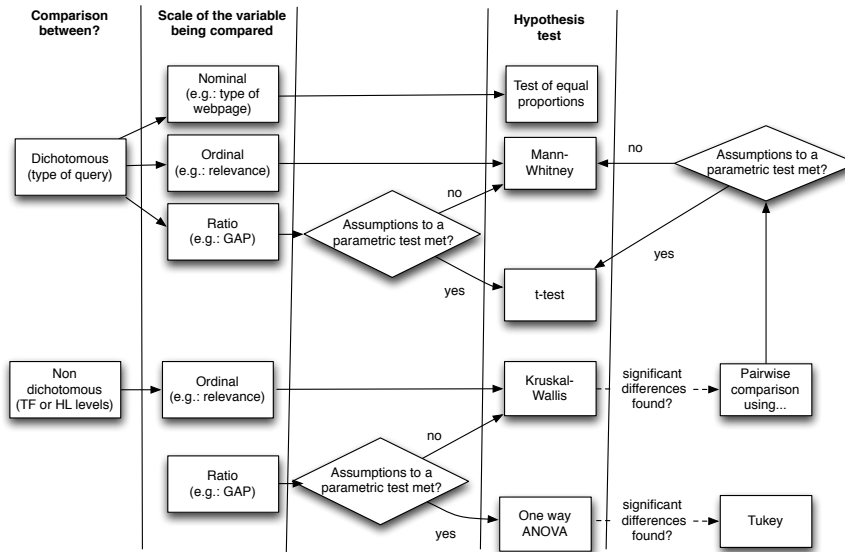 Comparison
between?
Scale of the variable
being compared
Hypothesis
test
Nominal
(e.g.: type of
webpage)
Test of equal
proportions
Dichotomous
(type of query)
Ordinal
(e.g.: relevance)
Mann-
Whitney
no
Assumptions to a
parametric test met?
Ratio
(e.g.: GAP)
Assumptions to a
parametric test met?
no
yes
t-test
yes
Non
dichotomous
(TF or HL levels)
Ordinal
(e.g.: relevance)
Kruskal-
Wallis
significant
differences
found?
Pairwise
comparison
using...
Ratio
(e.g.: GAP)
Assumptions to a
parametric test met?
no
yes
One way
ANOVA
significant
differences
found?
Tukey